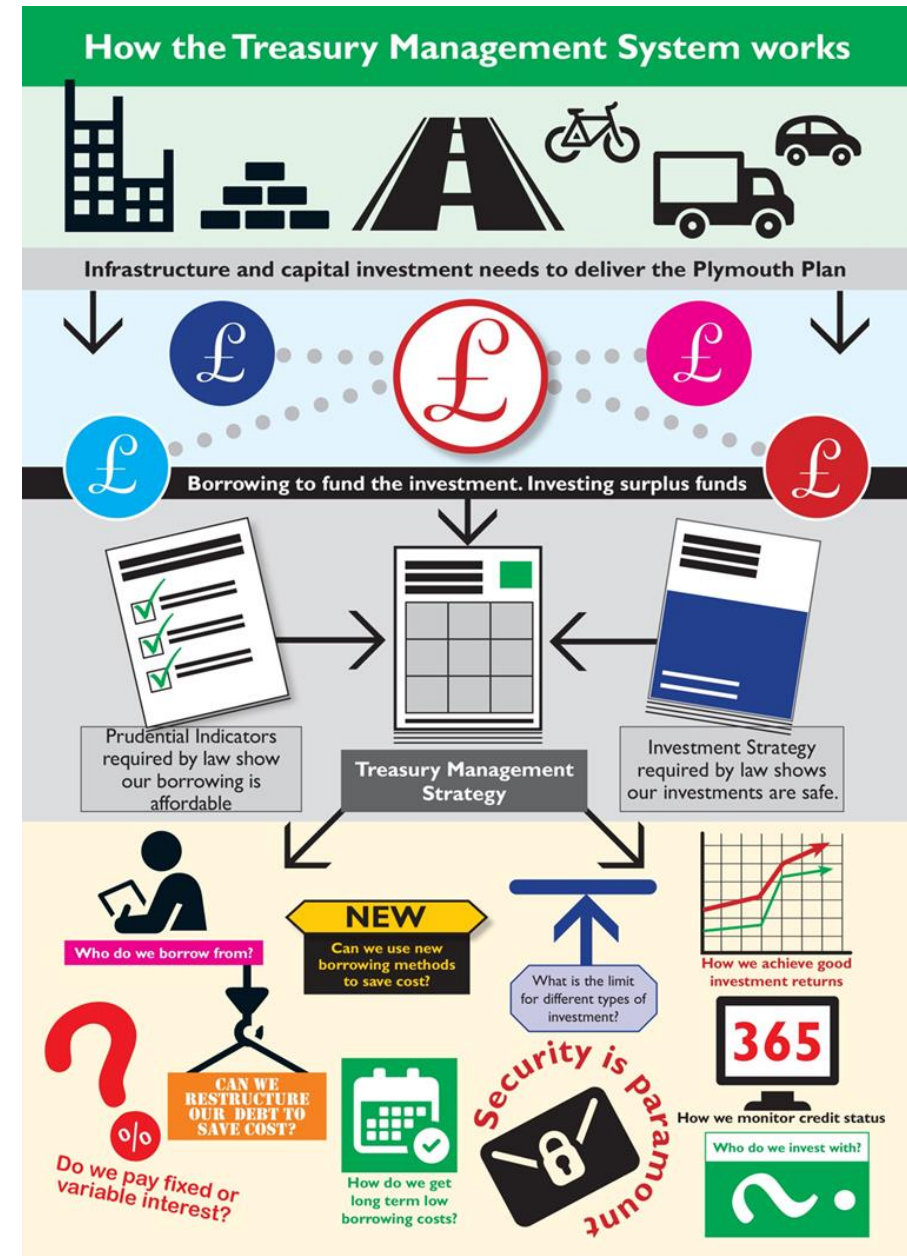 How the Treasury Management System works
Infrastructure and capital investment needs to deliver the Plymouth Plan
£
£
£
£
£
Borrowing to fund the investment. Investing surplus funds
Prudential Indicators
required by law show
our borrowing is
affordable
Treasury Management
Strategy
Investment Strategy
required by law shows
our investments are safe.
Who do we borrow from?
NEW
Can we use new
borrowing methods
to save cost?
What is the limit
for different types of
investment?
How we achieve good
investment returns
?
%
Do we pay fixed or
variable interest?
CAN WE
RESTRUCTURE
OUR DEBT TO
SAVE COST?
How do we get
long term low
borrowing costs?
Security is paramount
365
How we monitor credit status
Who do we invest with?
?